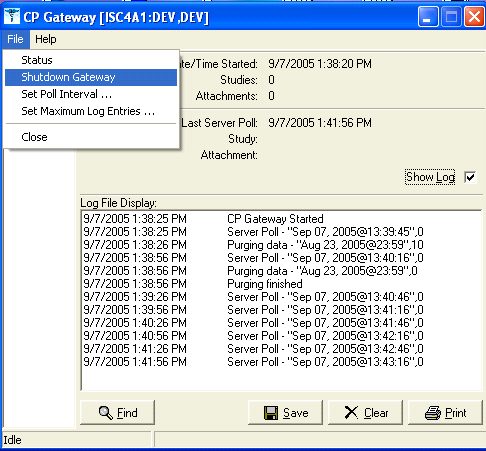 CP Gateway [ISC4A1:DEV,DEV]
File Help
Status
Shutdown Gateway
Set Poll Interval ...
Set Maximum Log Entries ...
Close
ate/Time Started: 9/7/2005 1:38:20 PM
Studies: 0
Attachments: 0
Last Server Poll: 9/7/2005 1:41:56 PM
Study:
Attachment:
Show Log
Log File Display:
9/7/2005 1:38:25 PM CP Gateway Started
9/7/2005 1:38:25 PM Server Poll - "Sep 07, 2005@13:39:45",0
9/7/2005 1:38:26 PM Purging data - "Aug 23, 2005@23:59",10
9/7/2005 1:38:56 PM Server Poll - "Sep 07, 2005@13:40:16",0
9/7/2005 1:38:56 PM Purging data - "Aug 23, 2005@23:59",0
9/7/2005 1:38:56 PM Purging finished
9/7/2005 1:39:26 PM Server Poll - "Sep 07, 2005@13:40:46",0
9/7/2005 1:39:56 PM Server Poll - "Sep 07, 2005@13:41:16",0
9/7/2005 1:40:26 PM Server Poll - "Sep 07, 2005@13:41:46",0
9/7/2005 1:40:56 PM Server Poll - "Sep 07, 2005@13:42:16",0
9/7/2005 1:41:26 PM Server Poll - "Sep 07, 2005@13:42:46",0
9/7/2005 1:41:56 PM Server Poll - "Sep 07, 2005@13:43:16",0
Find Save Clear Print
Idle